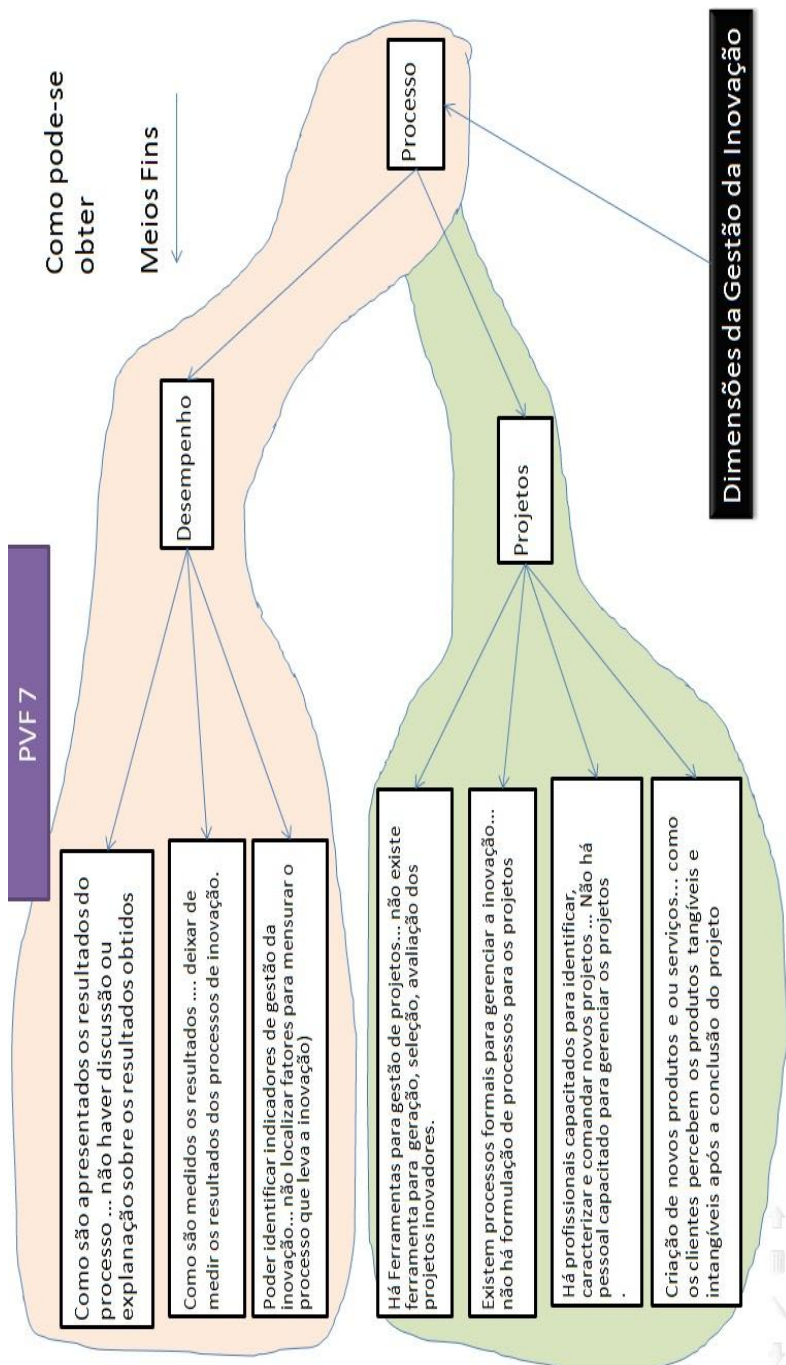 PVF 7
Como pode-se
obter
Meios Fins
Processo
Desempenho
Projetos
Como são apresentados os resultados do
processo ... não haver discussão ou
explanação sobre os resultados obtidos
Como são medidos os resultados .... deixar de
medir os resultados dos processos de inovação.
Poder identificar indicadores de gestão da
inovação... não localizar fatores para mensurar o
processo que leva a inovação)
Há Ferramentas para gestão de projetos... não existe
ferramenta para geração, seleção, avaliação dos
projetos inovadores.
Existem processos formais para gerenciar a inovação...
não há formulação de processos para os projetos
Há profissionais capacitados para identificar,
caracterizar e comandar novos projetos ... Não há
pessoal capacitado para gerenciar os projetos
.
Criação de novos produtos e ou serviços... como
os clientes percebem os produtos tangíveis e
intangíveis após a conclusão do projeto
Dimensões da Gestão da Inovação